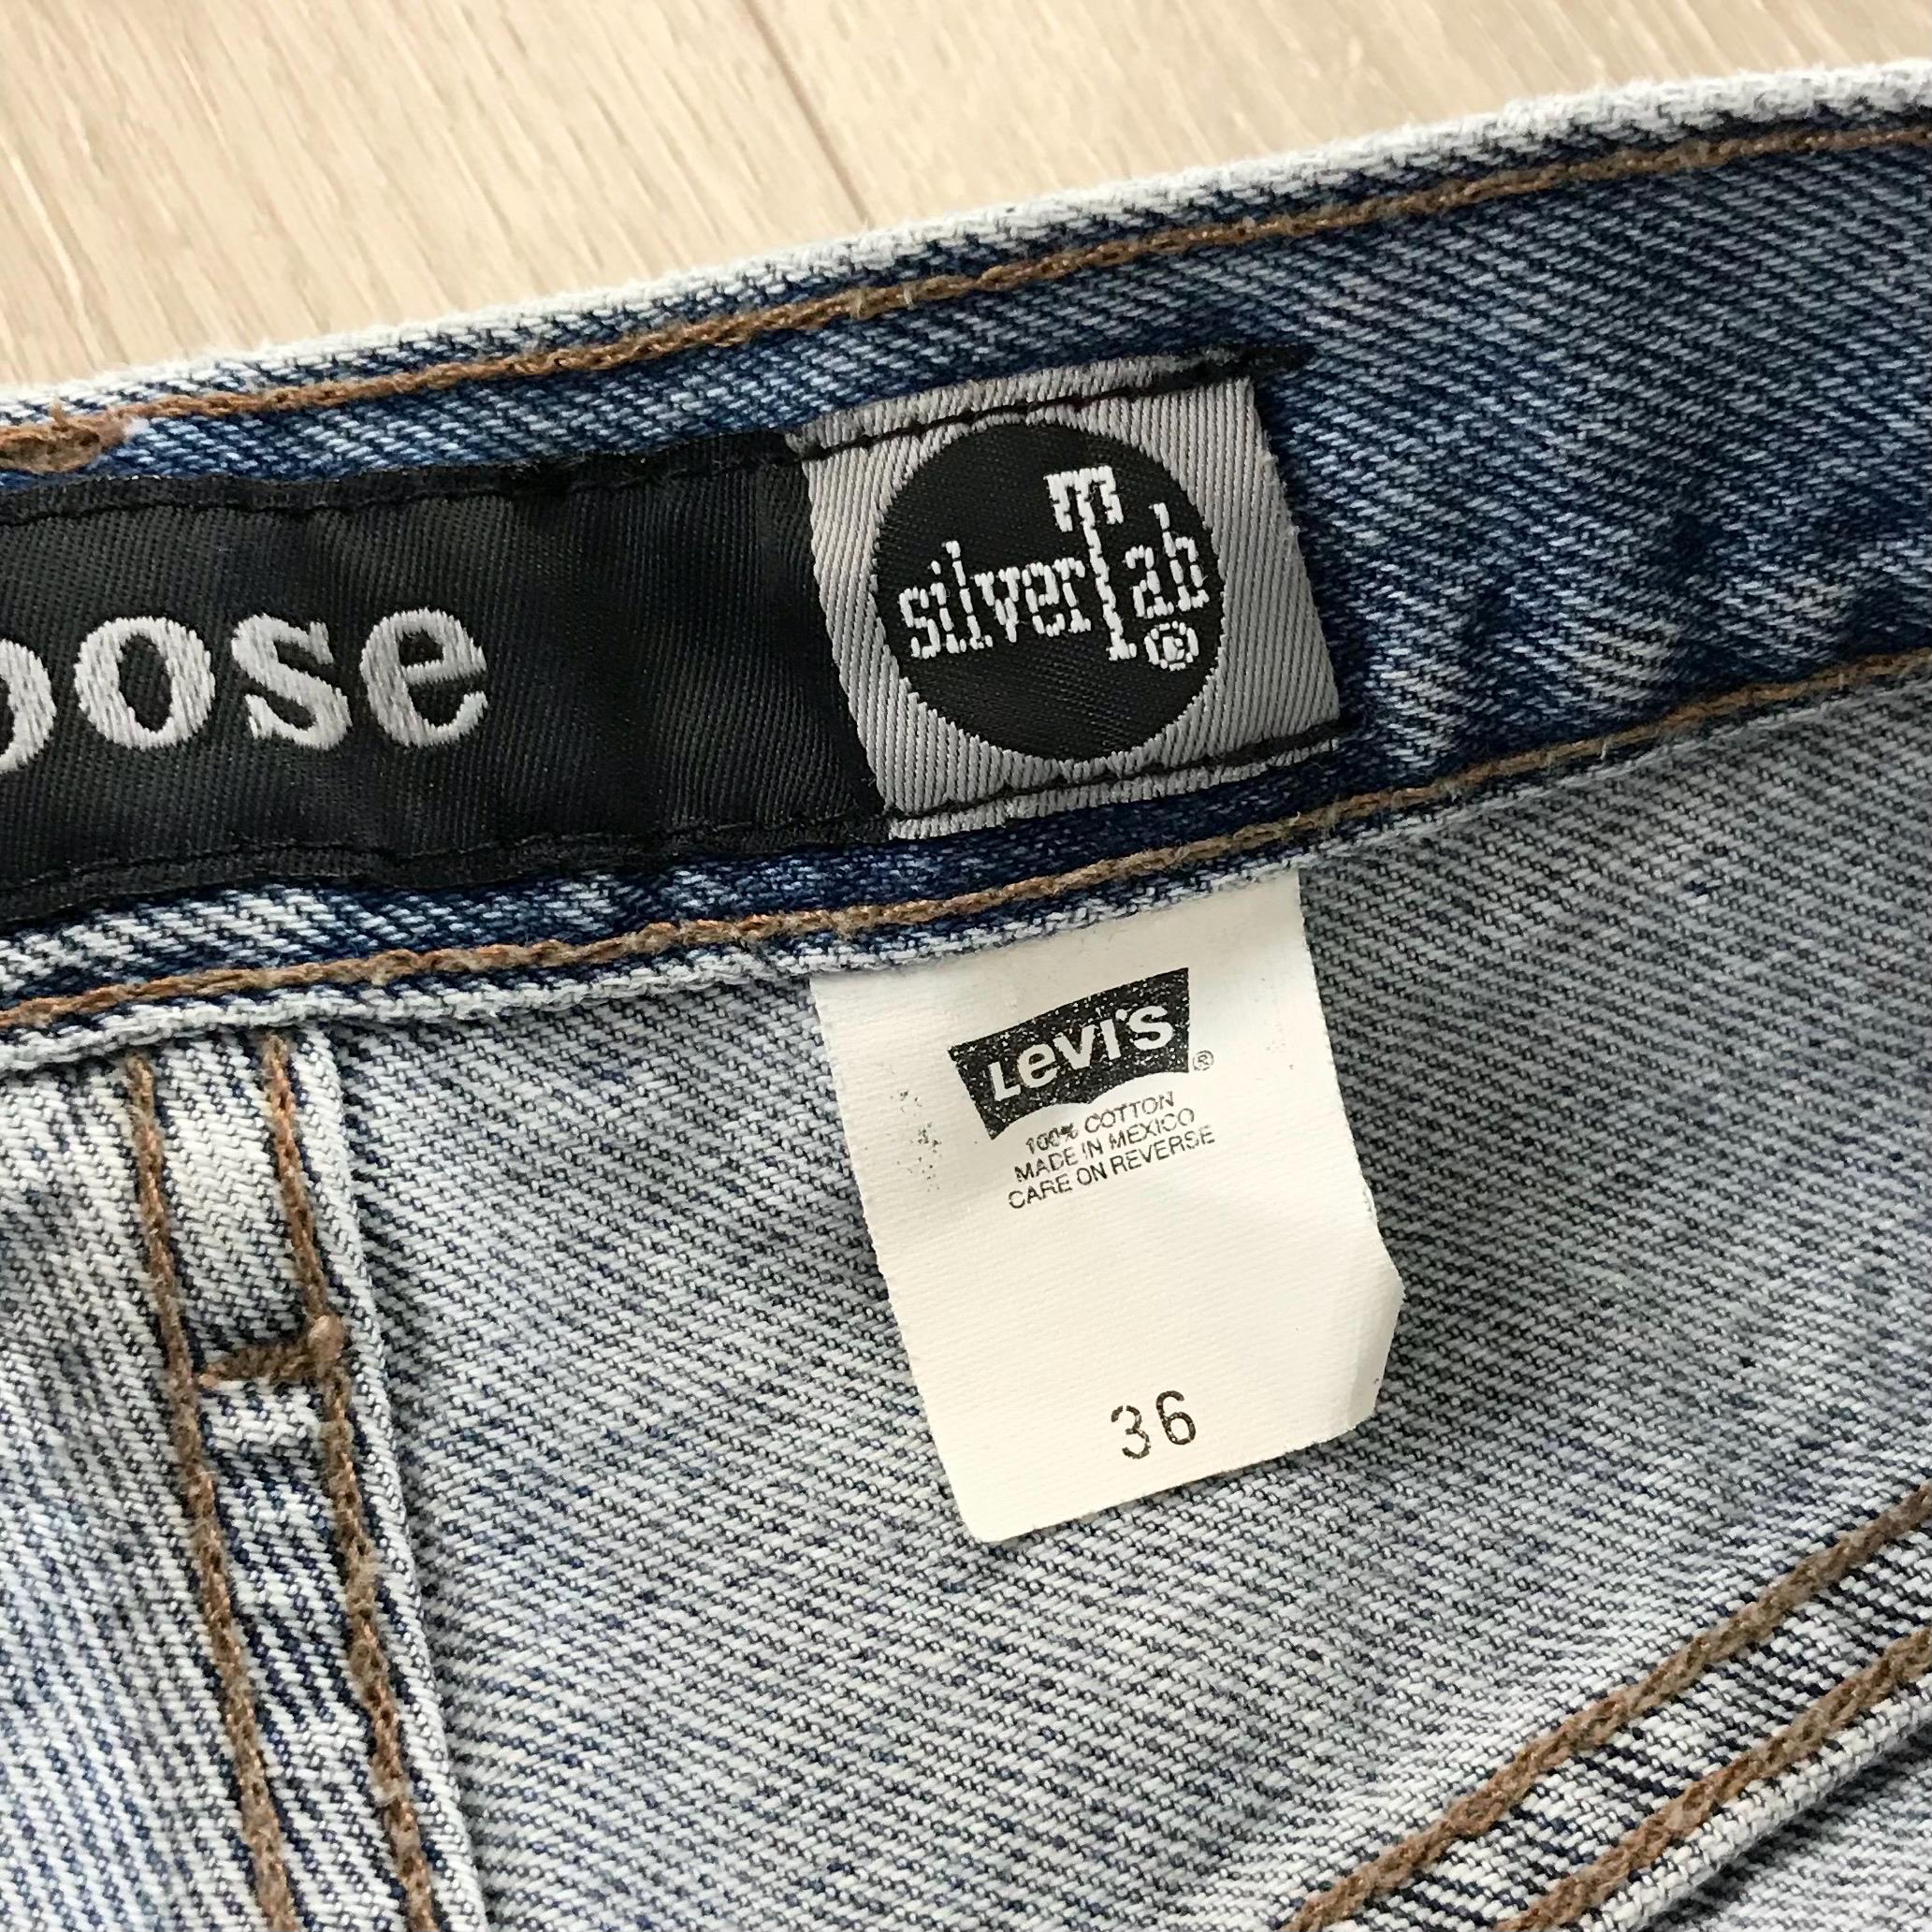 oose
silverTab®
Levi's®
100% COTTON
MADE IN MEXICO
CARE ON REVERSE
36